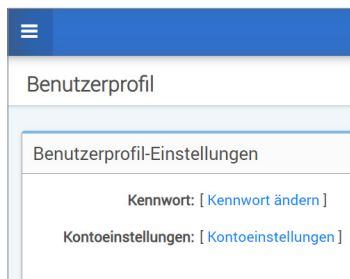 Benutzerprofil
Benutzerprofil-Einstellungen
Kennwort: [ Kennwort ändern ]
Kontoeinstellungen: [ Kontoeinstellungen ]